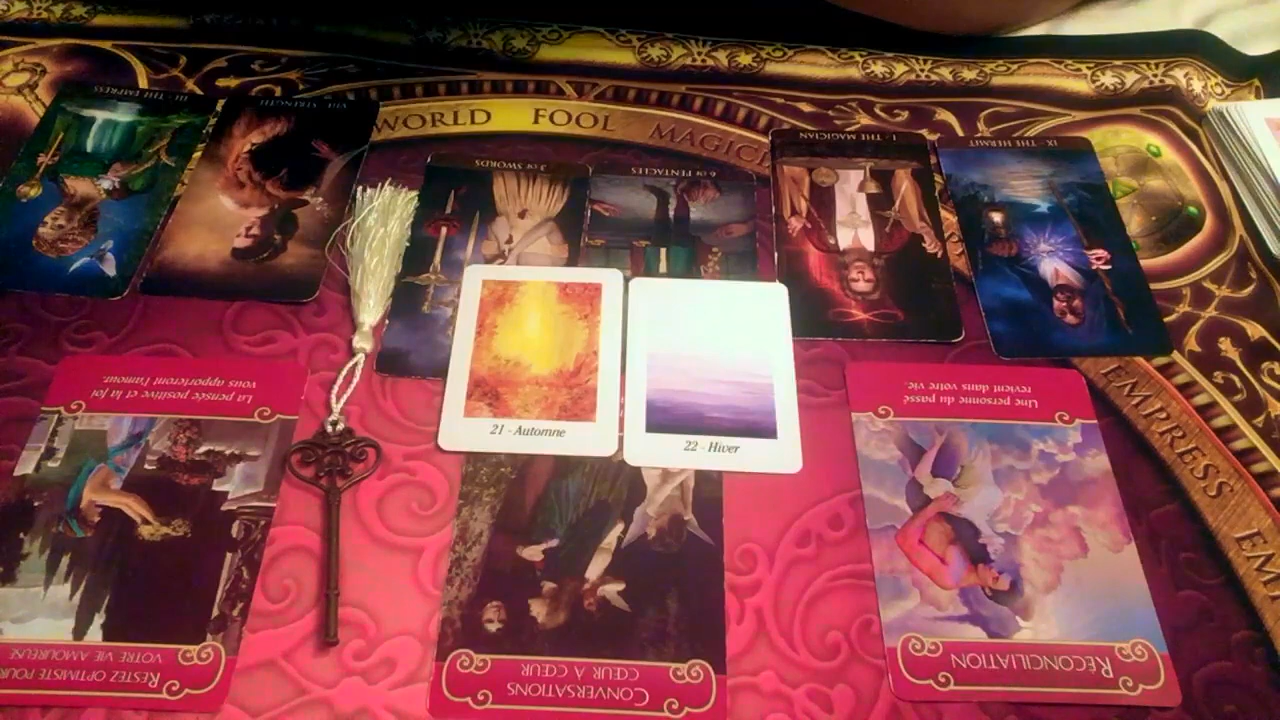 WORLD FOOL MAGICI
III - THE EMPRESS
VIII - STRENGTH
3 OF SWORDS
6 OF PENTACLES
I - THE MAGICIAN
IX - THE HERMIT
EMPRESS
21 - Automne
22 - Hiver
La pensée positive et la foi
vous apporteront l'amour.
RESTEZ OPTIMISTE POUR
VOTRE VIE AMOUREUSE
CONVERSATIONS
CŒUR À CŒUR
Une personne du passé
revient dans votre vie.
RÉCONCILIATION